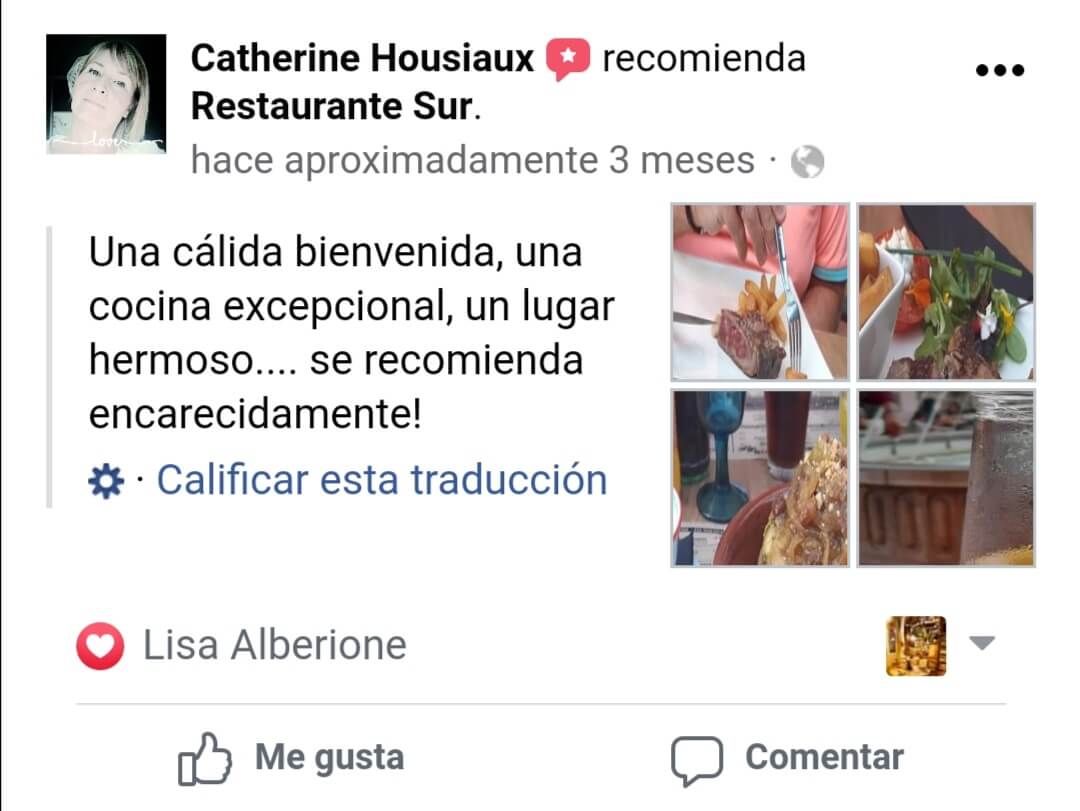 Catherine Housiaux recomienda
Restaurante Sur.
hace aproximadamente 3 meses ·
Una cálida bienvenida, una
cocina excepcional, un lugar
hermoso.... se recomienda
encarecidamente!
· Calificar esta traducción
Lisa Alberione
Me gusta
Comentar